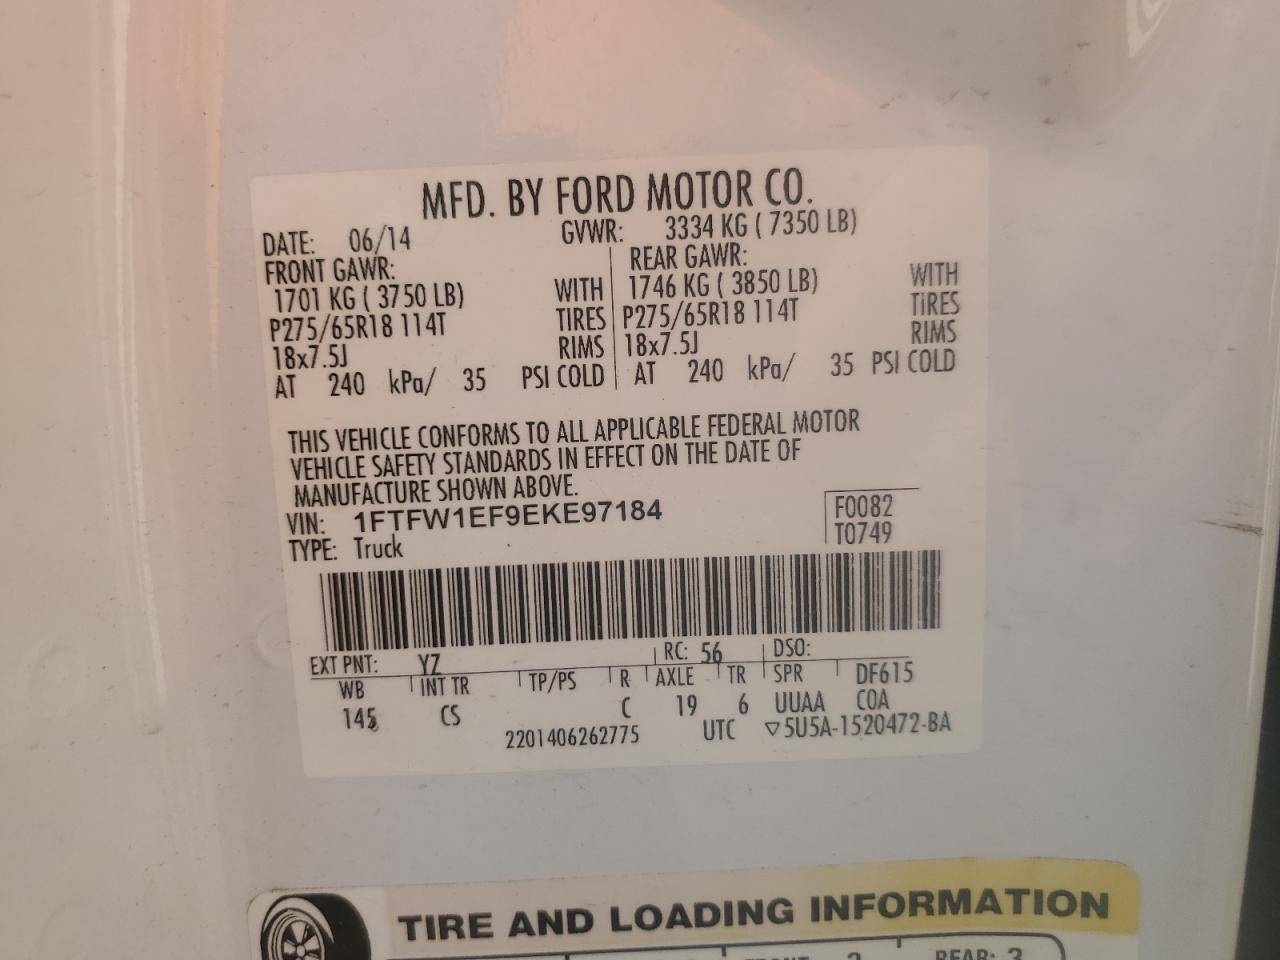 MFD. BY FORD MOTOR CO.
DATE: 06/14 GVWR: 3334 KG ( 7350 LB)
FRONT GAWR: REAR GAWR:
1701 KG ( 3750 LB) WITH 1746 KG ( 3850 LB) WITH
P275/65R18 114T TIRES P275/65R18 114T TIRES
18x7.5J RIMS 18x7.5J RIMS
AT 240 kPa/ 35 PSI COLD AT 240 kPa/ 35 PSI COLD
THIS VEHICLE CONFORMS TO ALL APPLICABLE FEDERAL MOTOR
VEHICLE SAFETY STANDARDS IN EFFECT ON THE DATE OF
MANUFACTURE SHOWN ABOVE.
VIN: 1FTFW1EF9EKE97184 F0082
TYPE: Truck T0749
EXT PNT: YZ RC: 56 DSO:
WB INT TR TP/PS R AXLE TR SPR DF615
145 CS C 19 6 UUAA COA
2201406262775 UTC ▽5U5A-1520472-BA
TIRE AND LOADING INFORMATION
REAR: 3